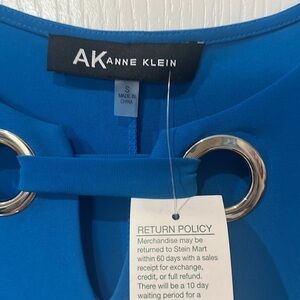 AK ANNE KLEIN
S
MADE IN
CHINA
RETURN POLICY
Merchandise may be
returned to Stein Mart
within 60 days with a sales
receipt for exchange,
credit, or full refund.
There will be a 10 day
waiting period for a